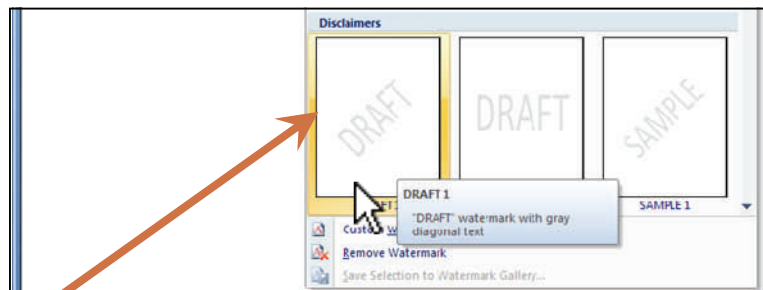 Disclaimers
DRAFT
DRAFT
SAMPLE
SAMPLE 1
DRAFT 1
"DRAFT" watermark with gray
diagonal text
Remove Watermark
Save Selection to Watermark Gallery...